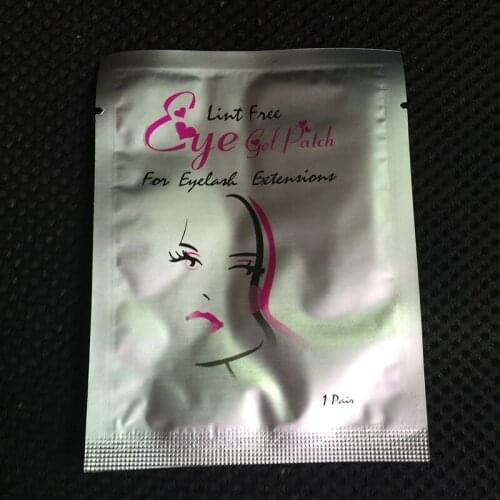 Lint Free
Eye Gel Patch
For Eyelash Extensions
1 Pair